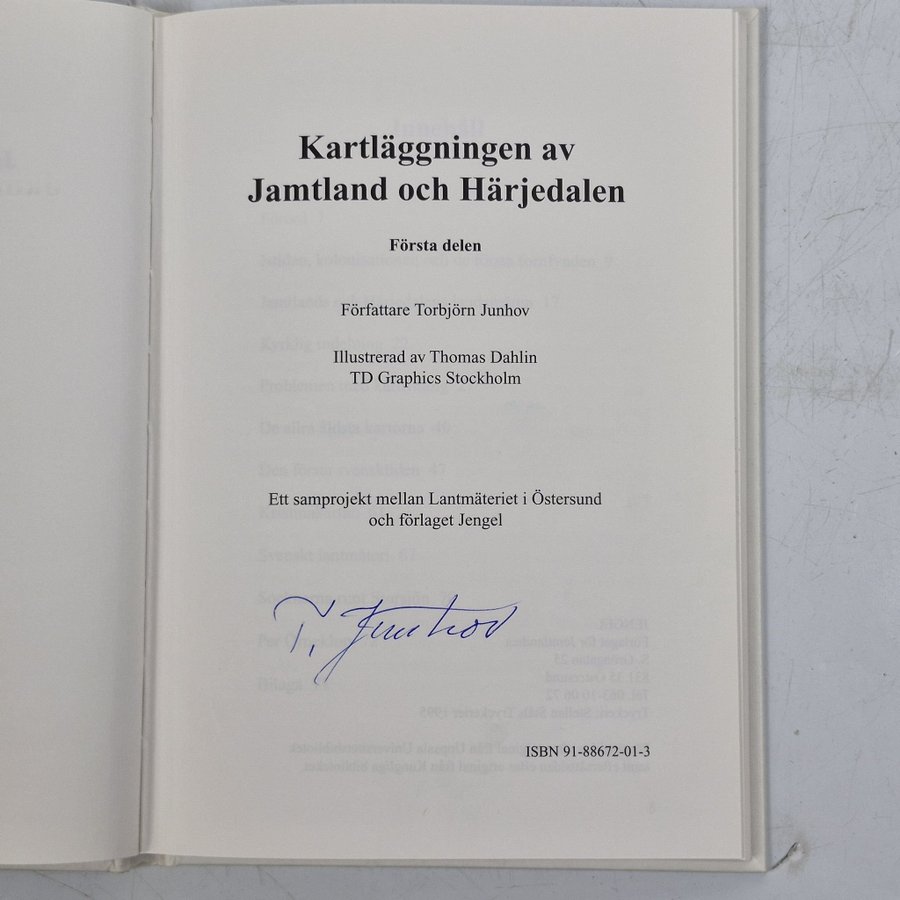 Kartläggningen av
Jamtland och Härjedalen
Första delen
Författare Torbjörn Junhov
Illustrerad av Thomas Dahlin
TD Graphics Stockholm
Ett samprojekt mellan Lantmäteriet i Östersund
och förlaget Jengel
T. Junhov
ISBN 91-88672-01-3